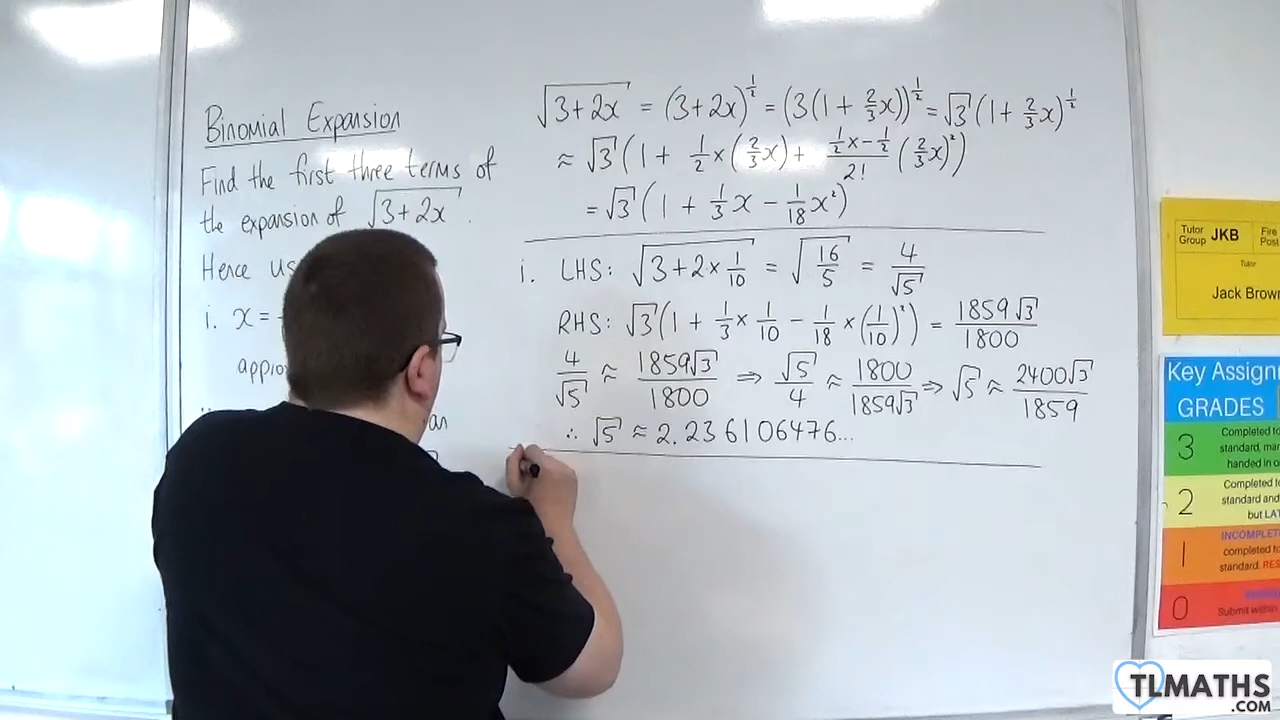 Binomial Expansion
Find the first three terms of
the expansion of √(3+2x).
Hence us
i. x =
appro
an
√(3+2x) = (3+2x)^½ = (3(1+⅔x))^½ = √3(1+⅔x)^½
≈ √3(1 + ½×(⅔x) + (½×-½)/2! (⅔x)²)
= √3(1 + ⅓x - 1/18 x²)
i. LHS: √(3+2×1/10) = √(16/5) = 4/√5
RHS: √3(1 + ⅓×1/10 - 1/18×(1/10)²) = 1859√3/1800
4/√5 ≈ 1859√3/1800 ⇒ √5/4 ≈ 1800/1859√3 ⇒ √5 ≈ 2400√3/1859
∴ √5 ≈ 2.236106476...
Tutor Group JKB Fire
Tutor
Jack Brow
Key Assign
GRADES
3 Completed to
standard, ma
handed in o
2 Completed to
standard and
but LAT
1 INCOMPLET
completed to
standard. RES
0
Submit within
TLMATHS
.COM